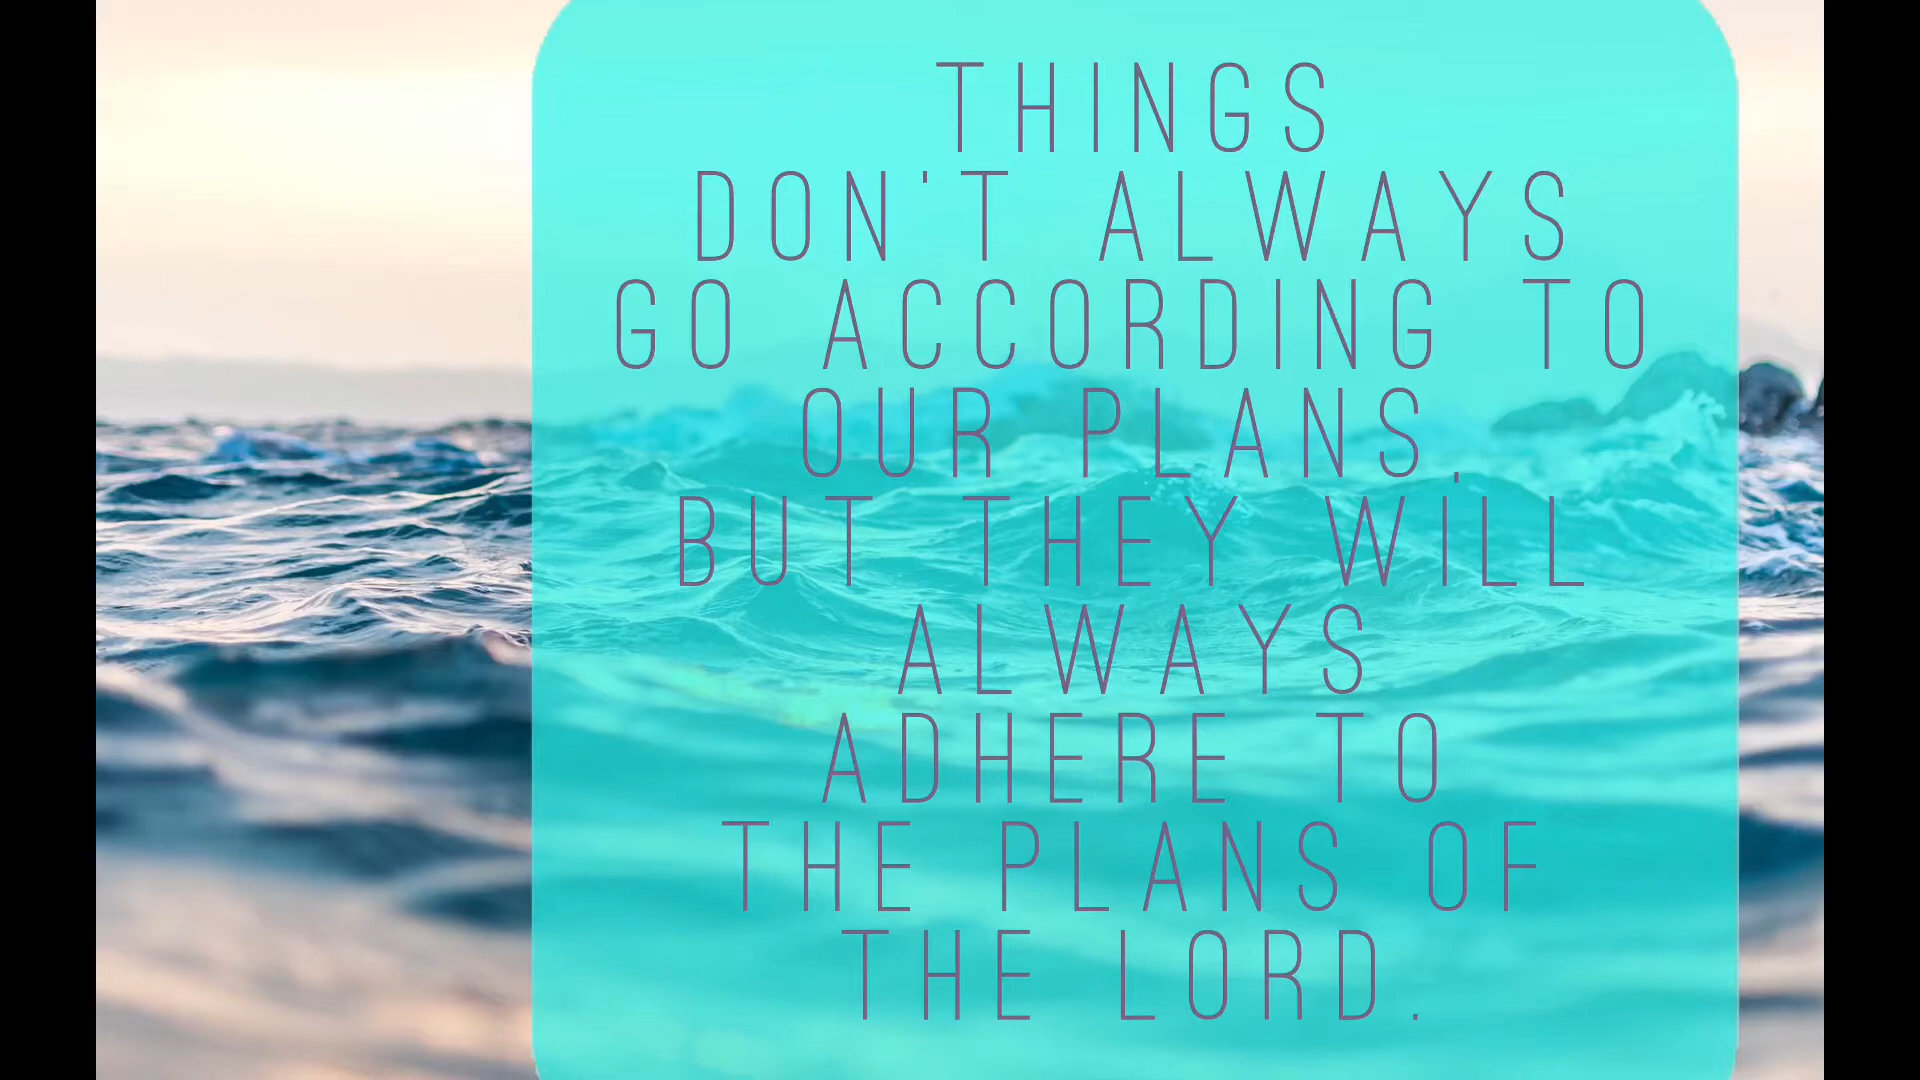 THINGS
DON'T ALWAYS
GO ACCORDING TO
OUR PLANS,
BUT THEY WILL
ALWAYS
ADHERE TO
THE PLANS OF
THE LORD.